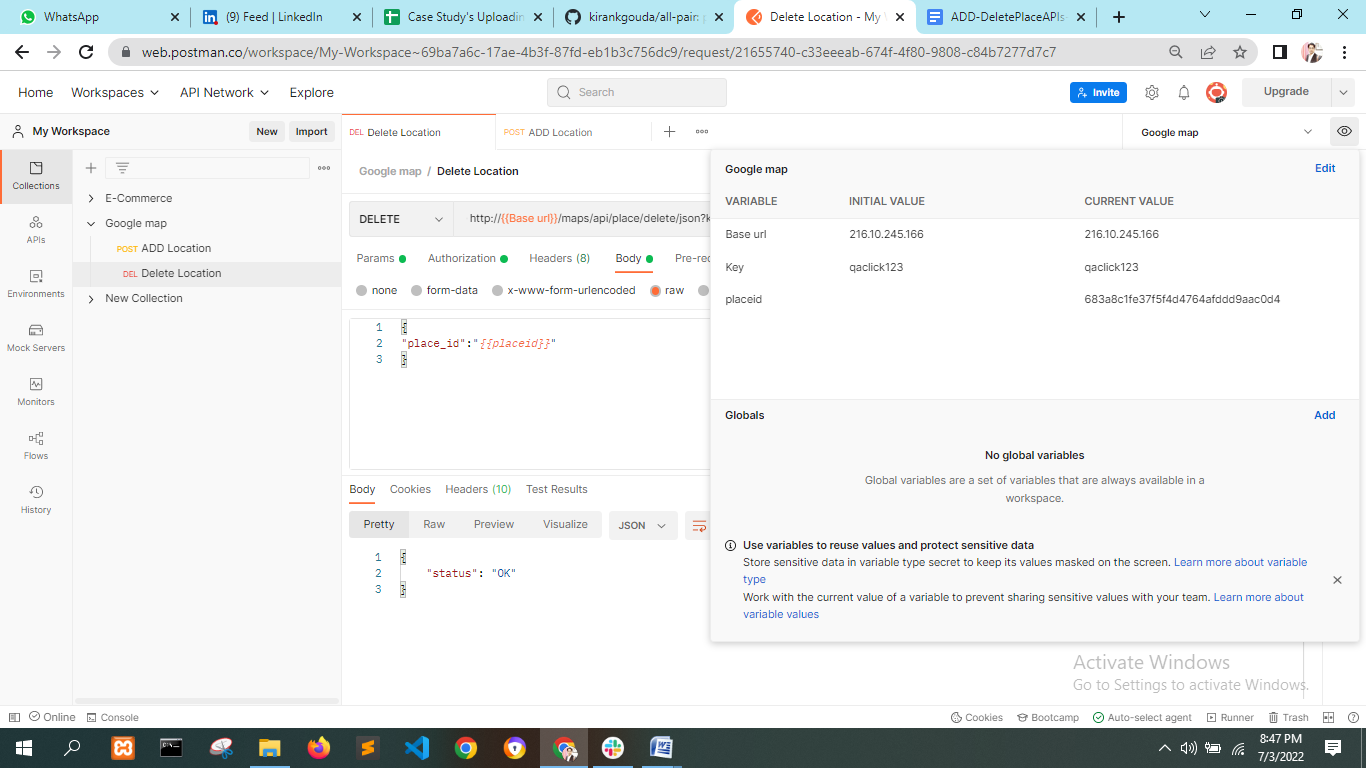 WhatsApp
(9) Feed | LinkedIn
Case Study's Uploadin
kirankgouda/all-pair: p
Delete Location - My W
ADD-DeletePlaceAPIs
web.postman.co/workspace/My-Workspace~69ba7a6c-17ae-4b3f-87fd-eb1b3c756dc9/request/21655740-c33eeeab-674f-4f80-9808-c84b7277d7c7
Home
Workspaces
API Network
Explore
Search
Invite
Upgrade
My Workspace
New
Import
DEL Delete Location
POST ADD Location
Google map
Collections
APIs
Environments
Mock Servers
Monitors
Flows
History
E-Commerce
Google map
POST ADD Location
DEL Delete Location
New Collection
Google map / Delete Location
DELETE
http://{{Base url}}/maps/api/place/delete/json?k
Params
Authorization
Headers (8)
Body
Pre-rec
none
form-data
x-www-form-urlencoded
raw
1 {
2 "place_id":"{{placeid}}"
3 }
Body
Cookies
Headers (10)
Test Results
Pretty
Raw
Preview
Visualize
JSON
1 {
2 "status": "OK"
3 }
Google map
Edit
VARIABLE INITIAL VALUE CURRENT VALUE
Base url 216.10.245.166 216.10.245.166
Key qaclick123 qaclick123
placeid 683a8c1fe37f5f4d4764afddd9aac0d4
Globals
Add
No global variables
Global variables are a set of variables that are always available in a
workspace.
Use variables to reuse values and protect sensitive data
Store sensitive data in variable type secret to keep its values masked on the screen. Learn more about variable
type
Work with the current value of a variable to prevent sharing sensitive values with your team. Learn more about
variable values
Activate Windows
Go to Settings to activate Windows.
Online
Console
Cookies
Bootcamp
Auto-select agent
Runner
Trash
8:47 PM
7/3/2022